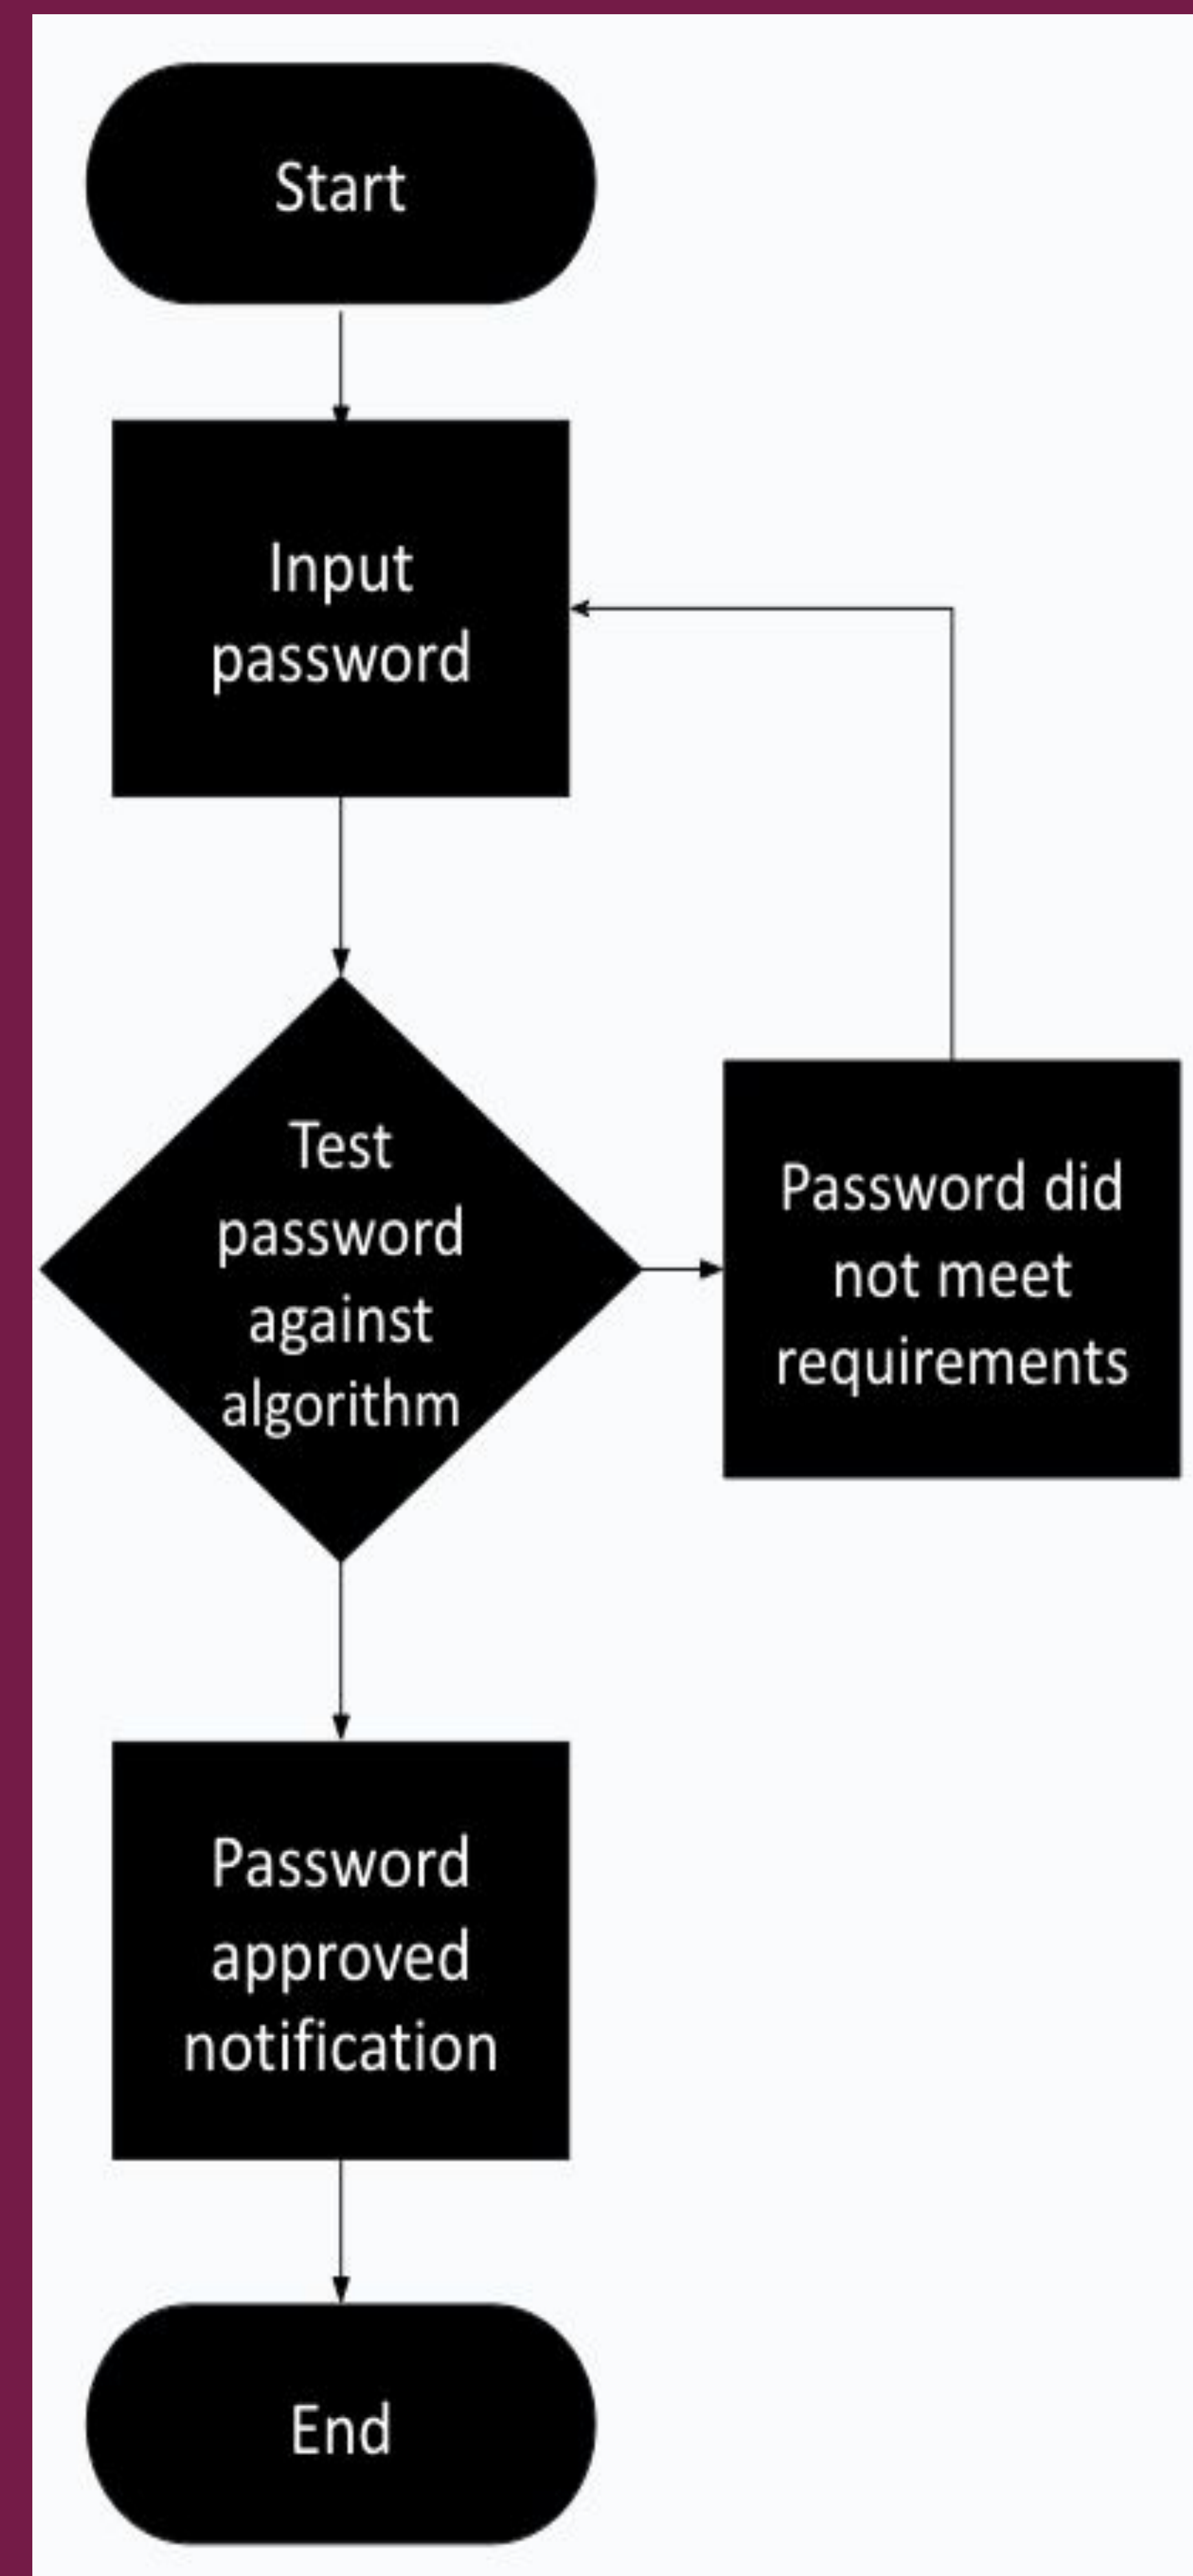 Start
Input
password
Test
password
against
algorithm
Password did
not meet
requirements
Password
approved
notification
End